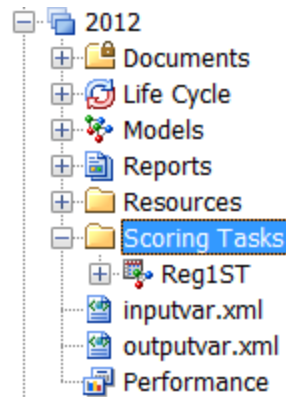 2012
Documents
Life Cycle
Models
Reports
Resources
Scoring Tasks
Reg1ST
inputvar.xml
outputvar.xml
Performance